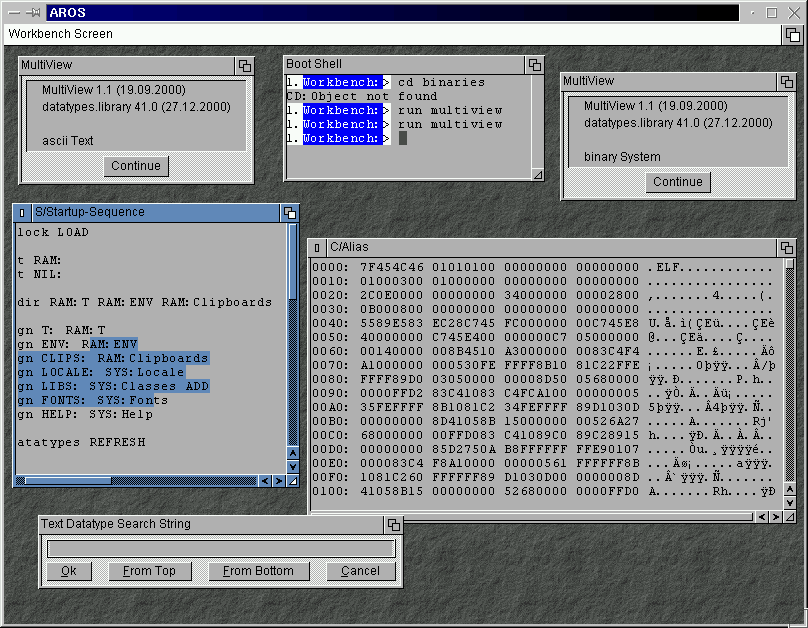 AROS
Workbench Screen
MultiView
MultiView 1.1 (19.09.2000)
datatypes.library 41.0 (27.12.2000)
ascii Text
Continue
Boot Shell
1.Workbench:> cd binaries
CD: Object not found
1.Workbench:> run multiview
1.Workbench:> run multiview
1.Workbench:>
MultiView
MultiView 1.1 (19.09.2000)
datatypes.library 41.0 (27.12.2000)
binary System
Continue
S/Startup-Sequence
lock LOAD
t RAM:
t NIL:
dir RAM:T RAM:ENV RAM:Clipboards
gn T: RAM:T
gn ENV: RAM:ENV
gn CLIPS: RAM:Clipboards
gn LOCALE: SYS:Locale
gn LIBS: SYS:Classes ADD
gn FONTS: SYS:Fonts
gn HELP: SYS:Help
atatypes REFRESH
C/Alias
0000: 7F454C46 01010100 00000000 00000000 .ELF............
0010: 01000300 01000000 00000000 00000000 ................
0020: 2C0E0000 00000000 34000000 00002800 ,.......4.....(.
0030: 0B000800 00000000 00000000 00000000 ................
0040: 5589E583 EC28C745 FC000000 00C745E8 U.å.ì(ÇEü....ÇEè
0050: 40000000 C745E400 000000C7 05000000 @...ÇEä....Ç....
0060: 00140000 008B4510 A3000000 0083C4F4 ......E.£.....Äô
0070: A1000000 000530FE FFFF8B10 81C22FFE ¡.....0þÿÿ...Â/þ
0080: FFFF89D0 03050000 00008D50 05680000 ÿÿ.Ð.......P.h..
0090: 0000FFD2 83C41083 C4FCA100 00000005 ..ÿÒ.Ä..Äü¡.....
00A0: 35FEFFFF 8B1081C2 34FEFFFF 89D1030D 5þÿÿ...Â4þÿÿ.Ñ..
00B0: 00000000 8D41058B 15000000 00526A27 .....A.......Rj'
00C0: 68000000 00FFD083 C41089C0 89C28915 h....ÿÐ.Ä..À.Â..
00D0: 00000000 85D2750A B8FFFFFF FFE90107 .....Òu.¸ÿÿÿÿé..
00E0: 000083C4 F8A10000 00000561 FFFFFF8B ...Äø¡.....aÿÿÿ.
00F0: 1081C260 FFFFFF89 D1030D00 0000008D ..Â`ÿÿÿ.Ñ.......
0100: 41058B15 00000000 52680000 0000FFD0 A.......Rh....ÿÐ
Text Datatype Search String
Ok From Top From Bottom Cancel